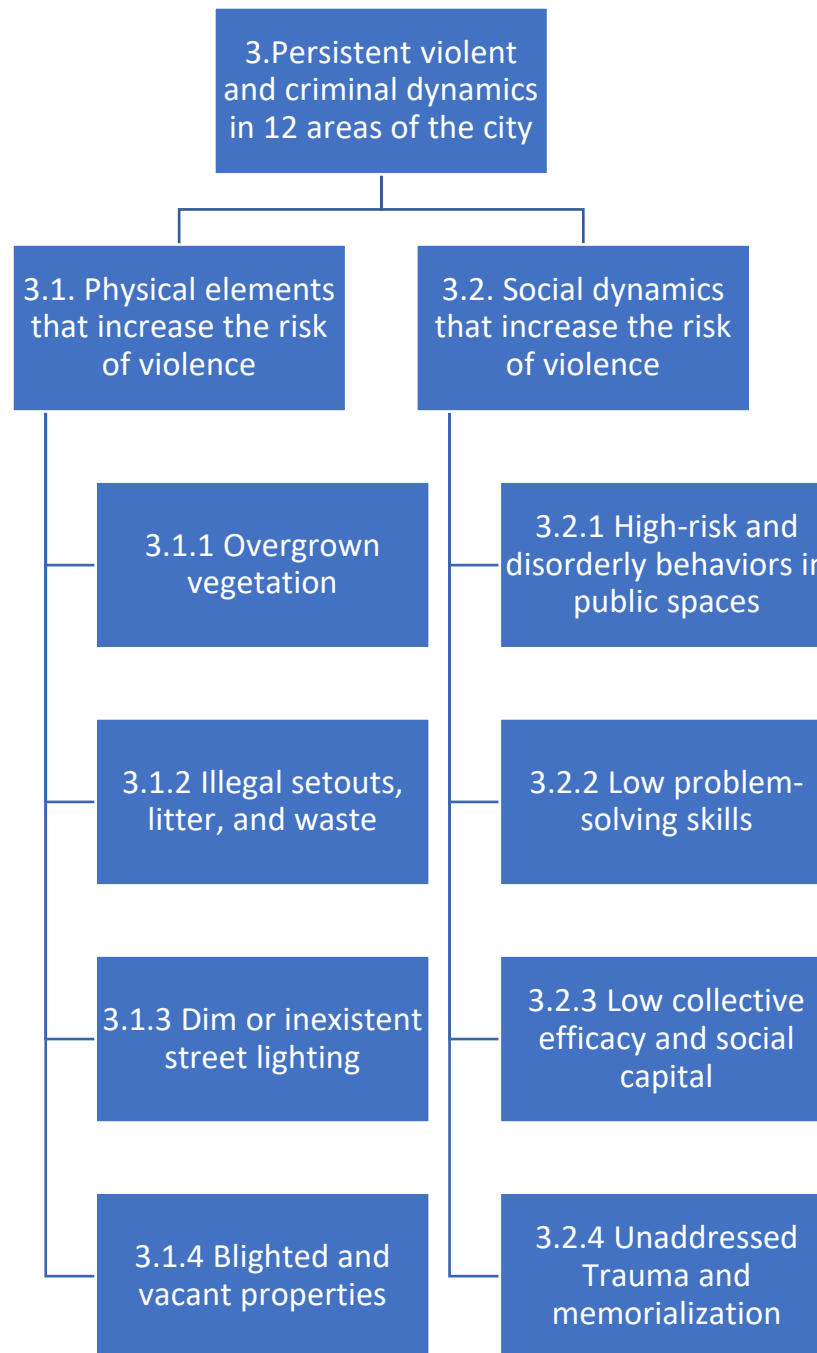 3.Persistent violent
and criminal dynamics
in 12 areas of the city
3.1. Physical elements
that increase the risk
of violence
3.1.1 Overgrown
vegetation
3.1.2 Illegal setouts,
litter, and waste
3.1.3 Dim or inexistent
street lighting
3.1.4 Blighted and
vacant properties
3.2. Social dynamics
that increase the risk
of violence
3.2.1 High-risk and
disorderly behaviors in
public spaces
3.2.2 Low problem-
solving skills
3.2.3 Low collective
efficacy and social
capital
3.2.4 Unaddressed
Trauma and
memorialization